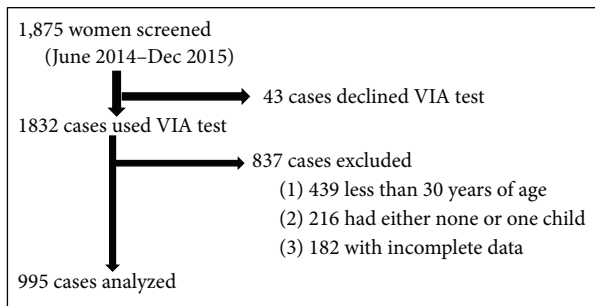 1,875 women screened
(June 2014–Dec 2015)
43 cases declined VIA test
1832 cases used VIA test
837 cases excluded
(1) 439 less than 30 years of age
(2) 216 had either none or one child
(3) 182 with incomplete data
995 cases analyzed